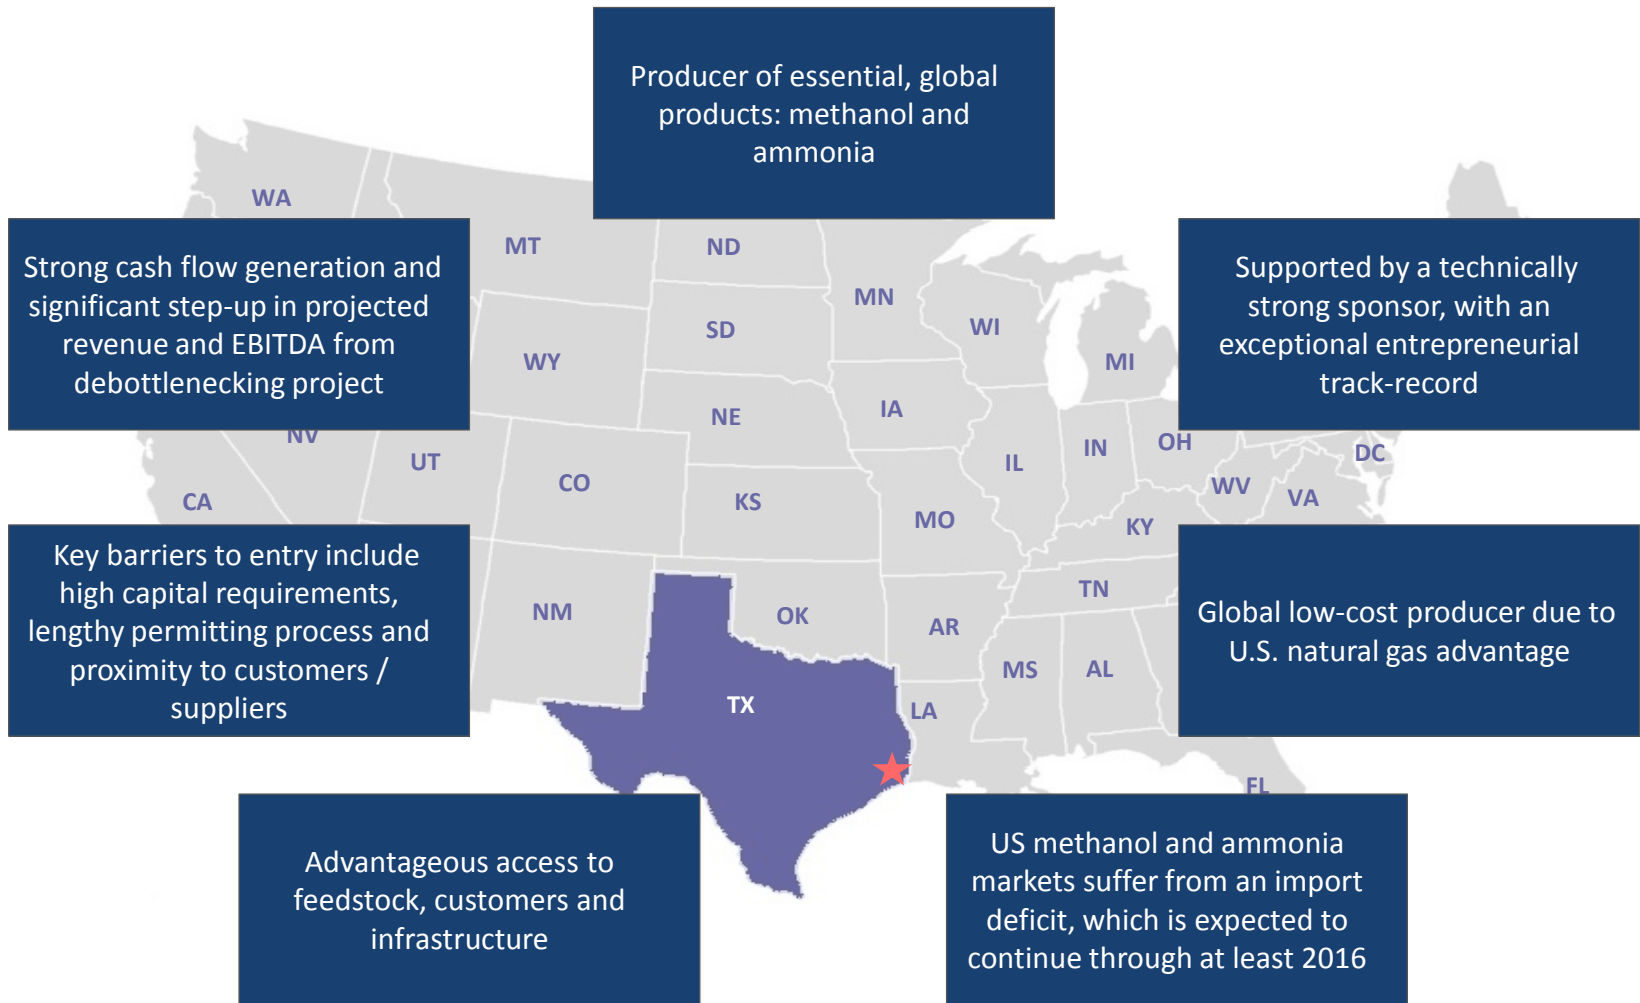 Producer of essential, global
products: methanol and
ammonia
WA
MT
ND
MN
Strong cash flow generation and
significant step-up in projected
revenue and EBITDA from
debottlenecking project
Supported by a technically
strong sponsor, with an
exceptional entrepreneurial
track-record
SD
WI
WY
MI
NE
IA
NV
UT
CO
KS
IL
IN
OH
DC
WV
VA
CA
MO
KY
Key barriers to entry include
high capital requirements,
lengthy permitting process and
proximity to customers /
suppliers
Global low-cost producer due to
U.S. natural gas advantage
NM
OK
AR
TN
MS
AL
TX
LA
FL
Advantageous access to
feedstock, customers and
infrastructure
US methanol and ammonia
markets suffer from an import
deficit, which is expected to
continue through at least 2016